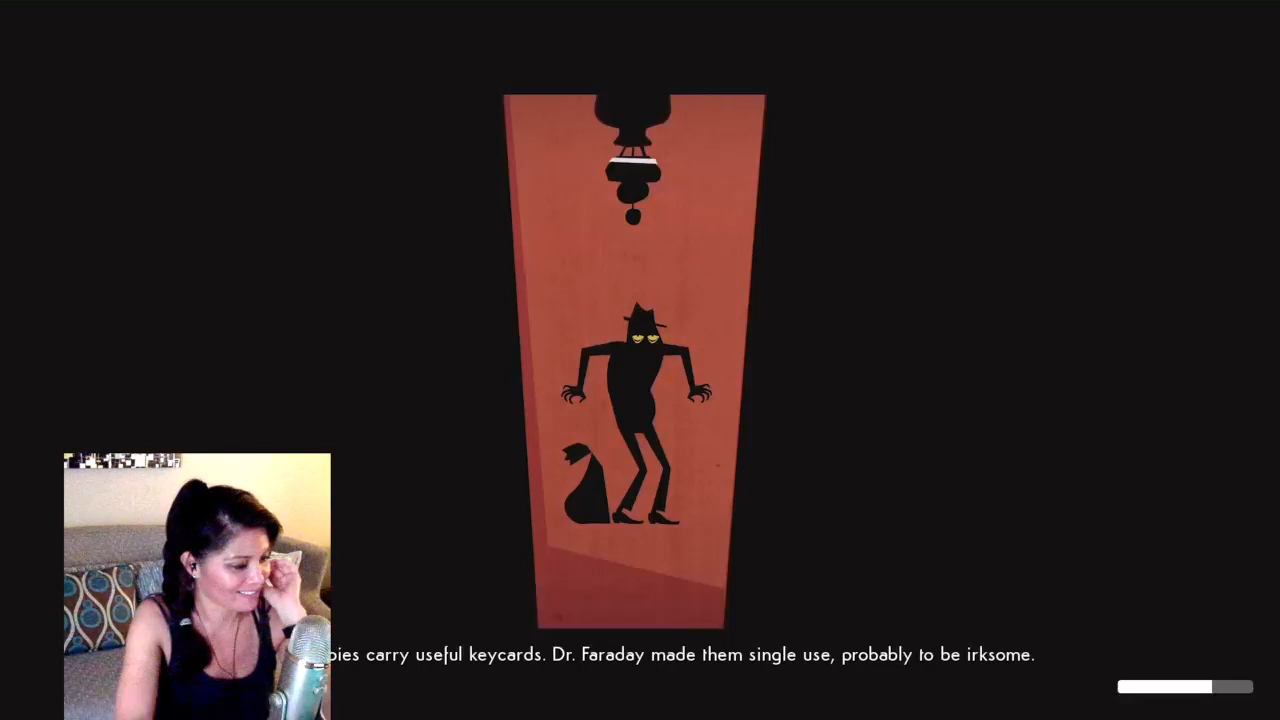 carry useful keycards. Dr. Faraday made them single use, probably to be irksome.